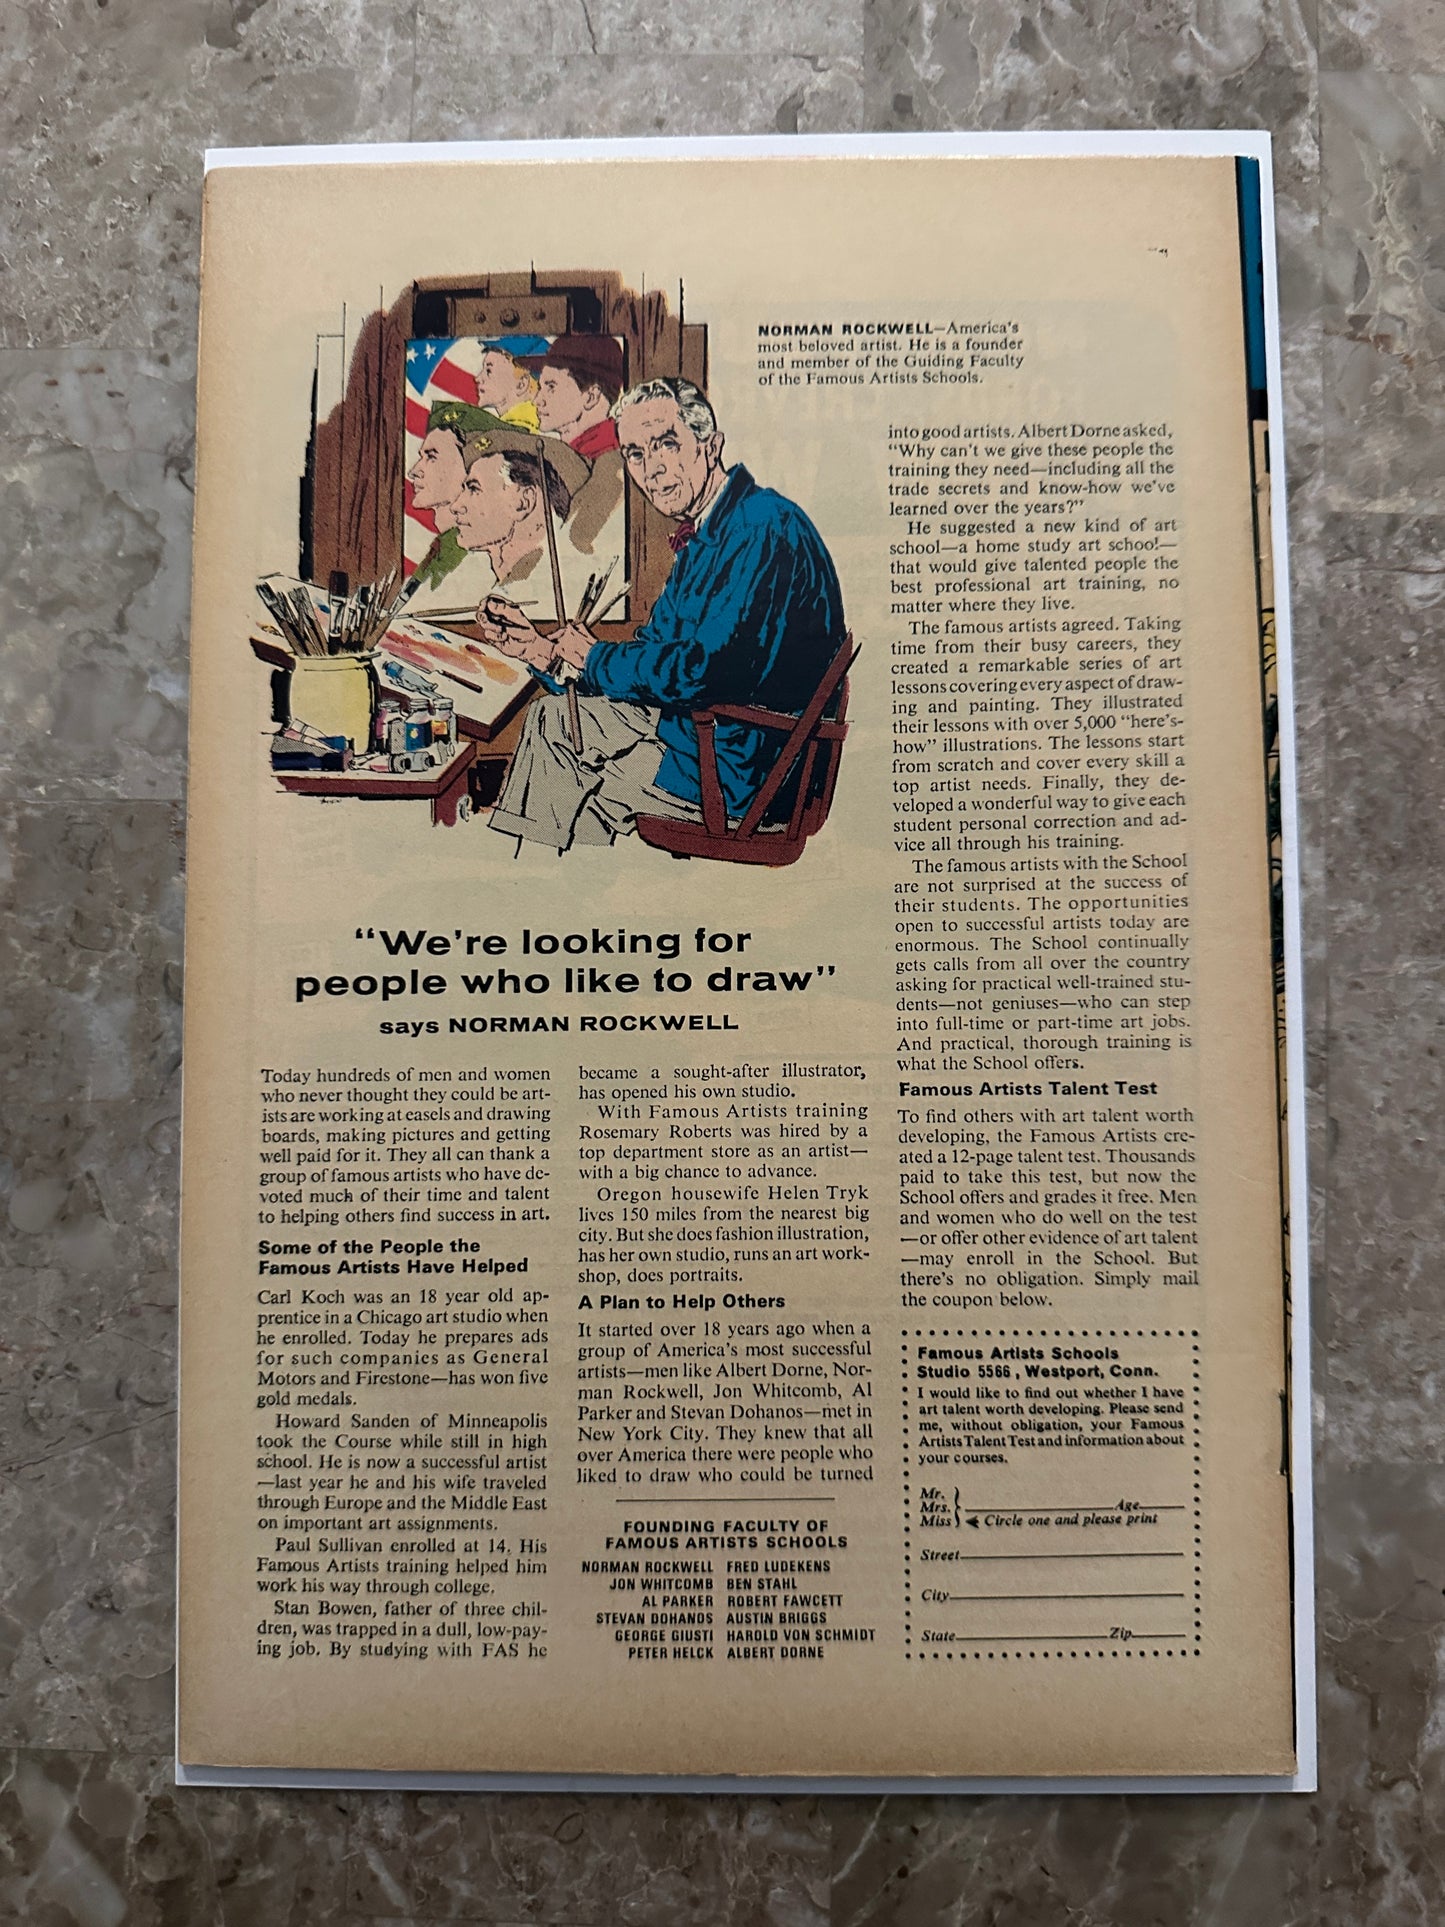 NORMAN ROCKWELL—America's
most beloved artist. He is a founder
and member of the Guiding Faculty
of the Famous Artists Schools.
"We're looking for
people who like to draw"
says NORMAN ROCKWELL
Today hundreds of men and women
who never thought they could be art-
ists are working at easels and drawing
boards, making pictures and getting
well paid for it. They all can thank a
group of famous artists who have de-
voted much of their time and talent
to helping others find success in art.
Some of the People the
Famous Artists Have Helped
Carl Koch was an 18 year old ap-
prentice in a Chicago art studio when
he enrolled. Today he prepares ads
for such companies as General
Motors and Firestone—has won five
gold medals.
Howard Sanden of Minneapolis
took the Course while still in high
school. He is now a successful artist
—last year he and his wife traveled
through Europe and the Middle East
on important art assignments.
Paul Sullivan enrolled at 14. His
Famous Artists training helped him
work his way through college.
Stan Bowen, father of three chil-
dren, was trapped in a dull, low-pay-
ing job. By studying with FAS he
became a sought-after illustrator,
has opened his own studio.
With Famous Artists training
Rosemary Roberts was hired by a
top department store as an artist—
with a big chance to advance.
Oregon housewife Helen Tryk
lives 150 miles from the nearest big
city. But she does fashion illustration,
has her own studio, runs an art work-
shop, does portraits.
A Plan to Help Others
It started over 18 years ago when a
group of America's most successful
artists—men like Albert Dorne, Nor-
man Rockwell, Jon Whitcomb, Al
Parker and Stevan Dohanos—met in
New York City. They knew that all
over America there were people who
liked to draw who could be turned
into good artists. Albert Dorne asked,
"Why can't we give these people the
training they need—including all the
trade secrets and know-how we've
learned over the years?"
He suggested a new kind of art
school—a home study art school—
that would give talented people the
best professional art training, no
matter where they live.
The famous artists agreed. Taking
time from their busy careers, they
created a remarkable series of art
lessons covering every aspect of draw-
ing and painting. They illustrated
their lessons with over 5,000 "here's-
how" illustrations. The lessons start
from scratch and cover every skill a
top artist needs. Finally, they de-
veloped a wonderful way to give each
student personal correction and ad-
vice all through his training.
The famous artists with the School
are not surprised at the success of
their students. The opportunities
open to successful artists today are
enormous. The School continually
gets calls from all over the country
asking for practical well-trained stu-
dents—not geniuses—who can step
into full-time or part-time art jobs.
And practical, thorough training is
what the School offers.
Famous Artists Talent Test
To find others with art talent worth
developing, the Famous Artists cre-
ated a 12-page talent test. Thousands
paid to take this test, but now the
School offers and grades it free. Men
and women who do well on the test
—or offer other evidence of art talent
—may enroll in the School. But
there's no obligation. Simply mail
the coupon below.
FOUNDING FACULTY OF
FAMOUS ARTISTS SCHOOLS
NORMAN ROCKWELL FRED LUDEKENS
JON WHITCOMB BEN STAHL
AL PARKER ROBERT FAWCETT
STEVAN DOHANOS AUSTIN BRIGGS
GEORGE GIUSTI HAROLD VON SCHMIDT
PETER HELCK ALBERT DORNE
Famous Artists Schools
Studio 5566, Westport, Conn.
I would like to find out whether I have
art talent worth developing. Please send
me, without obligation, your Famous
Artists Talent Test and information about
your courses.
Mr.
Mrs. Age
Miss Circle one and please print
Street
City
State Zip